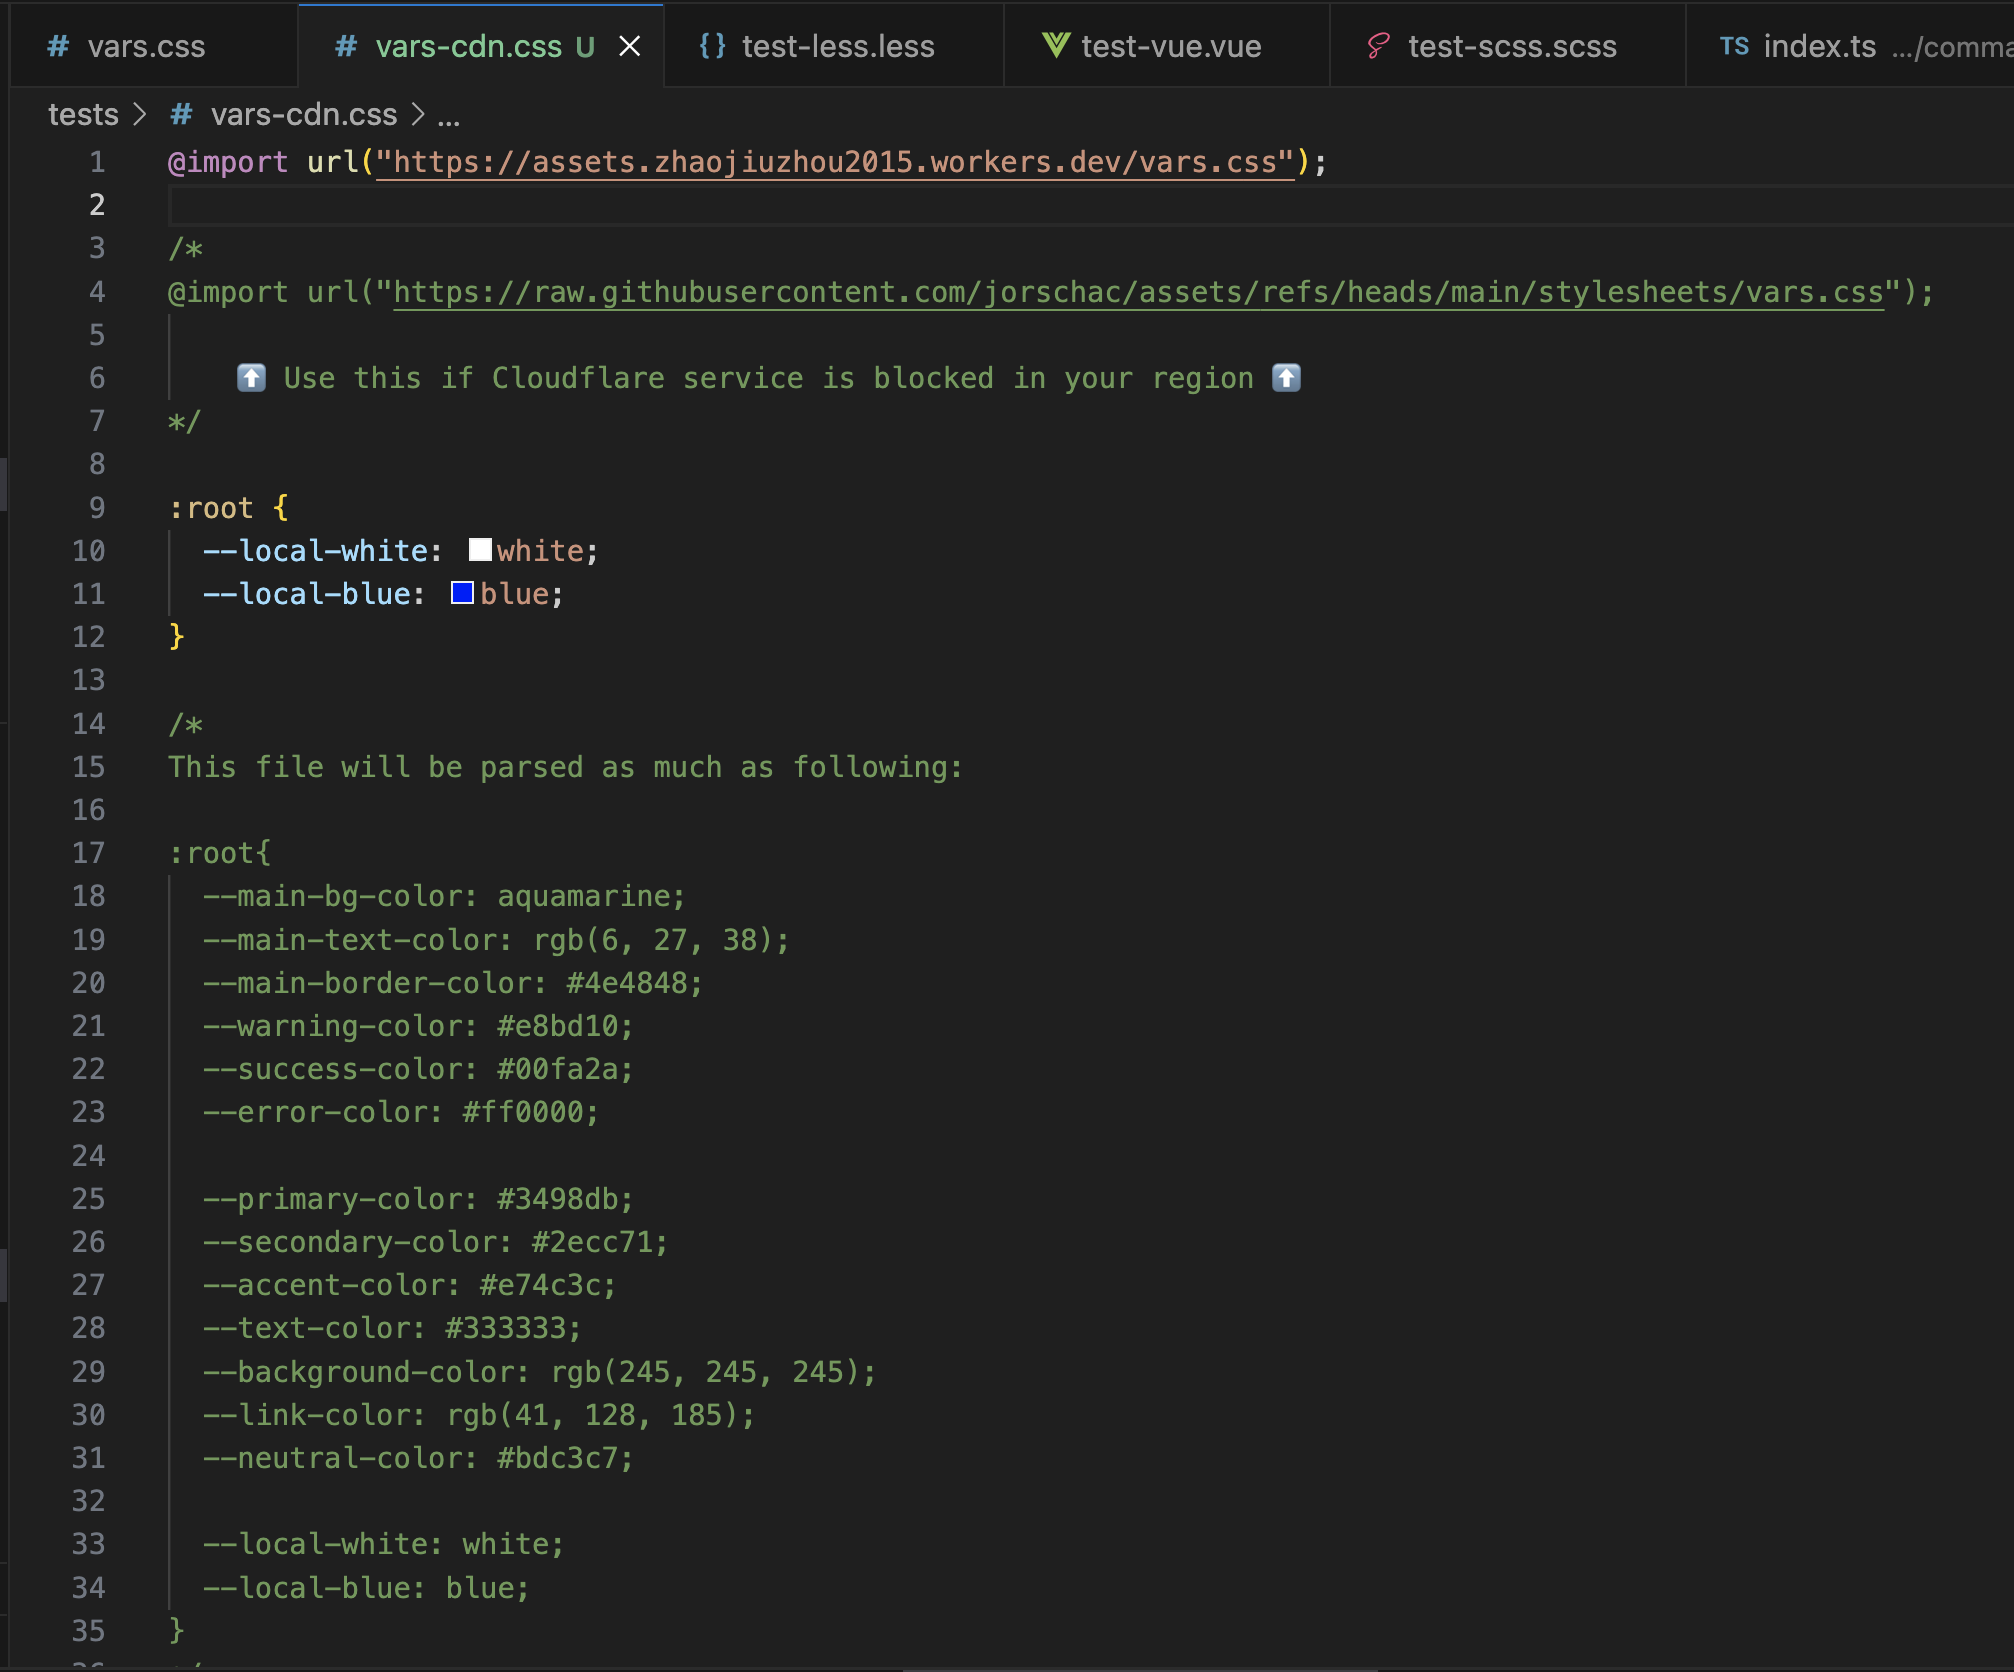 # vars.css
# vars-cdn.css U
{} test-less.less
test-vue.vue
test-scss.scss
TS index.ts .../comma
tests > # vars-cdn.css > ...
1 @import url("https://assets.zhaojiuzhou2015.workers.dev/vars.css");
2
3 /*
4 @import url("https://raw.githubusercontent.com/jorschac/assets/refs/heads/main/stylesheets/vars.css");
5
6 ⬆️ Use this if Cloudflare service is blocked in your region ⬆️
7 */
8
9 :root {
10 --local-white: white;
11 --local-blue: blue;
12 }
13
14 /*
15 This file will be parsed as much as following:
16
17 :root{
18 --main-bg-color: aquamarine;
19 --main-text-color: rgb(6, 27, 38);
20 --main-border-color: #4e4848;
21 --warning-color: #e8bd10;
22 --success-color: #00fa2a;
23 --error-color: #ff0000;
24
25 --primary-color: #3498db;
26 --secondary-color: #2ecc71;
27 --accent-color: #e74c3c;
28 --text-color: #333333;
29 --background-color: rgb(245, 245, 245);
30 --link-color: rgb(41, 128, 185);
31 --neutral-color: #bdc3c7;
32
33 --local-white: white;
34 --local-blue: blue;
35 }